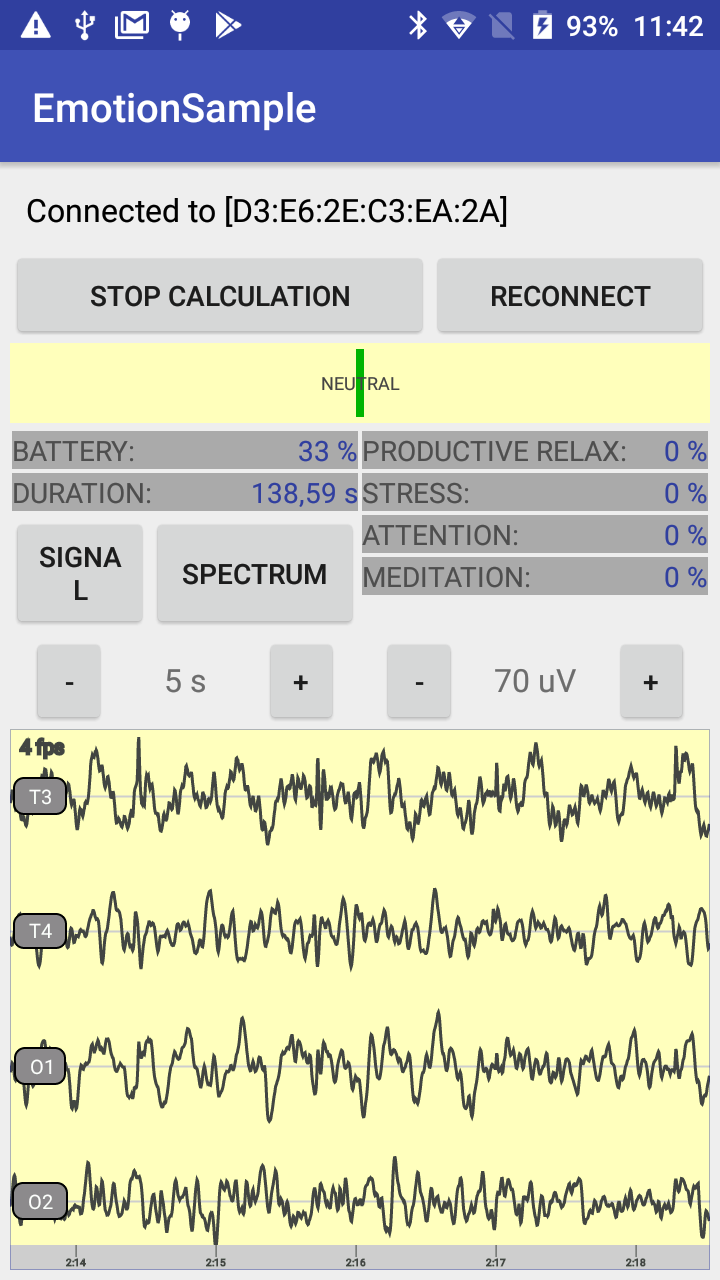 93% 11:42
EmotionSample
Connected to [D3:E6:2E:C3:EA:2A]
STOP CALCULATION RECONNECT
NEUTRAL
BATTERY: 33 % PRODUCTIVE RELAX: 0 %
DURATION: 138,59 s STRESS: 0 %
ATTENTION: 0 %
MEDITATION: 0 %
SIGNA
L
SPECTRUM
- 5 s + - 70 uV +
4 fps
T3
T4
O1
O2
2:14 2:15 2:16 2:17 2:18